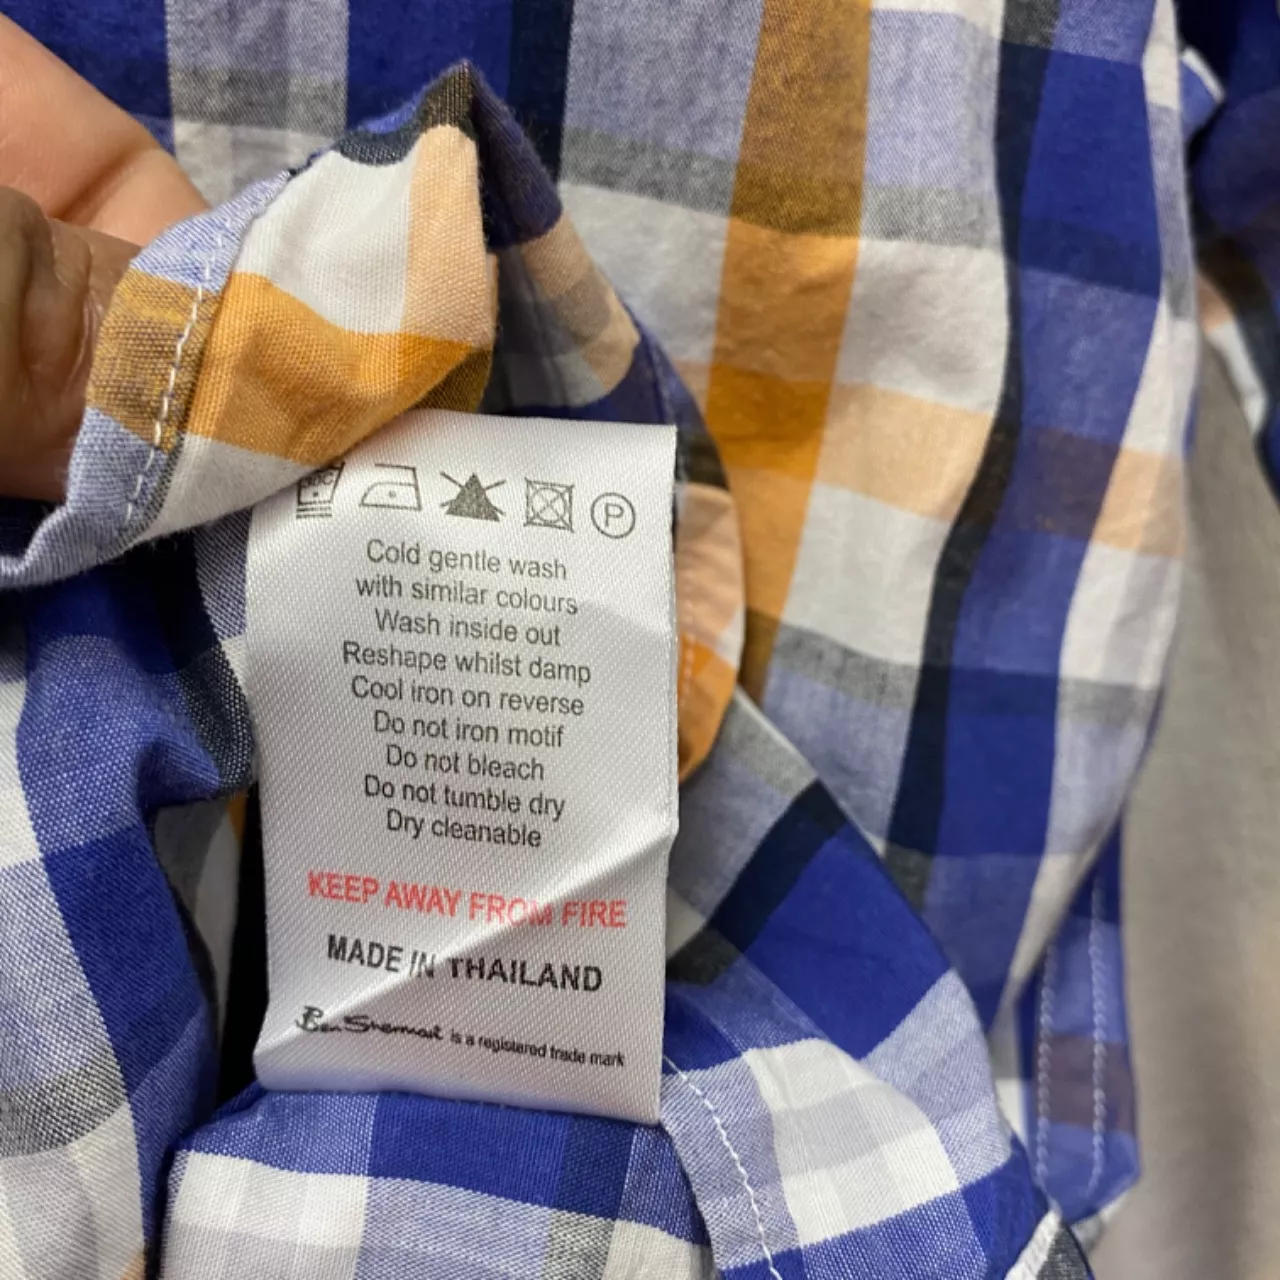 30C
P
Cold gentle wash
with similar colours
Wash inside out
Reshape whilst damp
Cool iron on reverse
Do not iron motif
Do not bleach
Do not tumble dry
Dry cleanable
KEEP AWAY FROM FIRE
MADE IN THAILAND
Ben Sherman is a registered trade mark